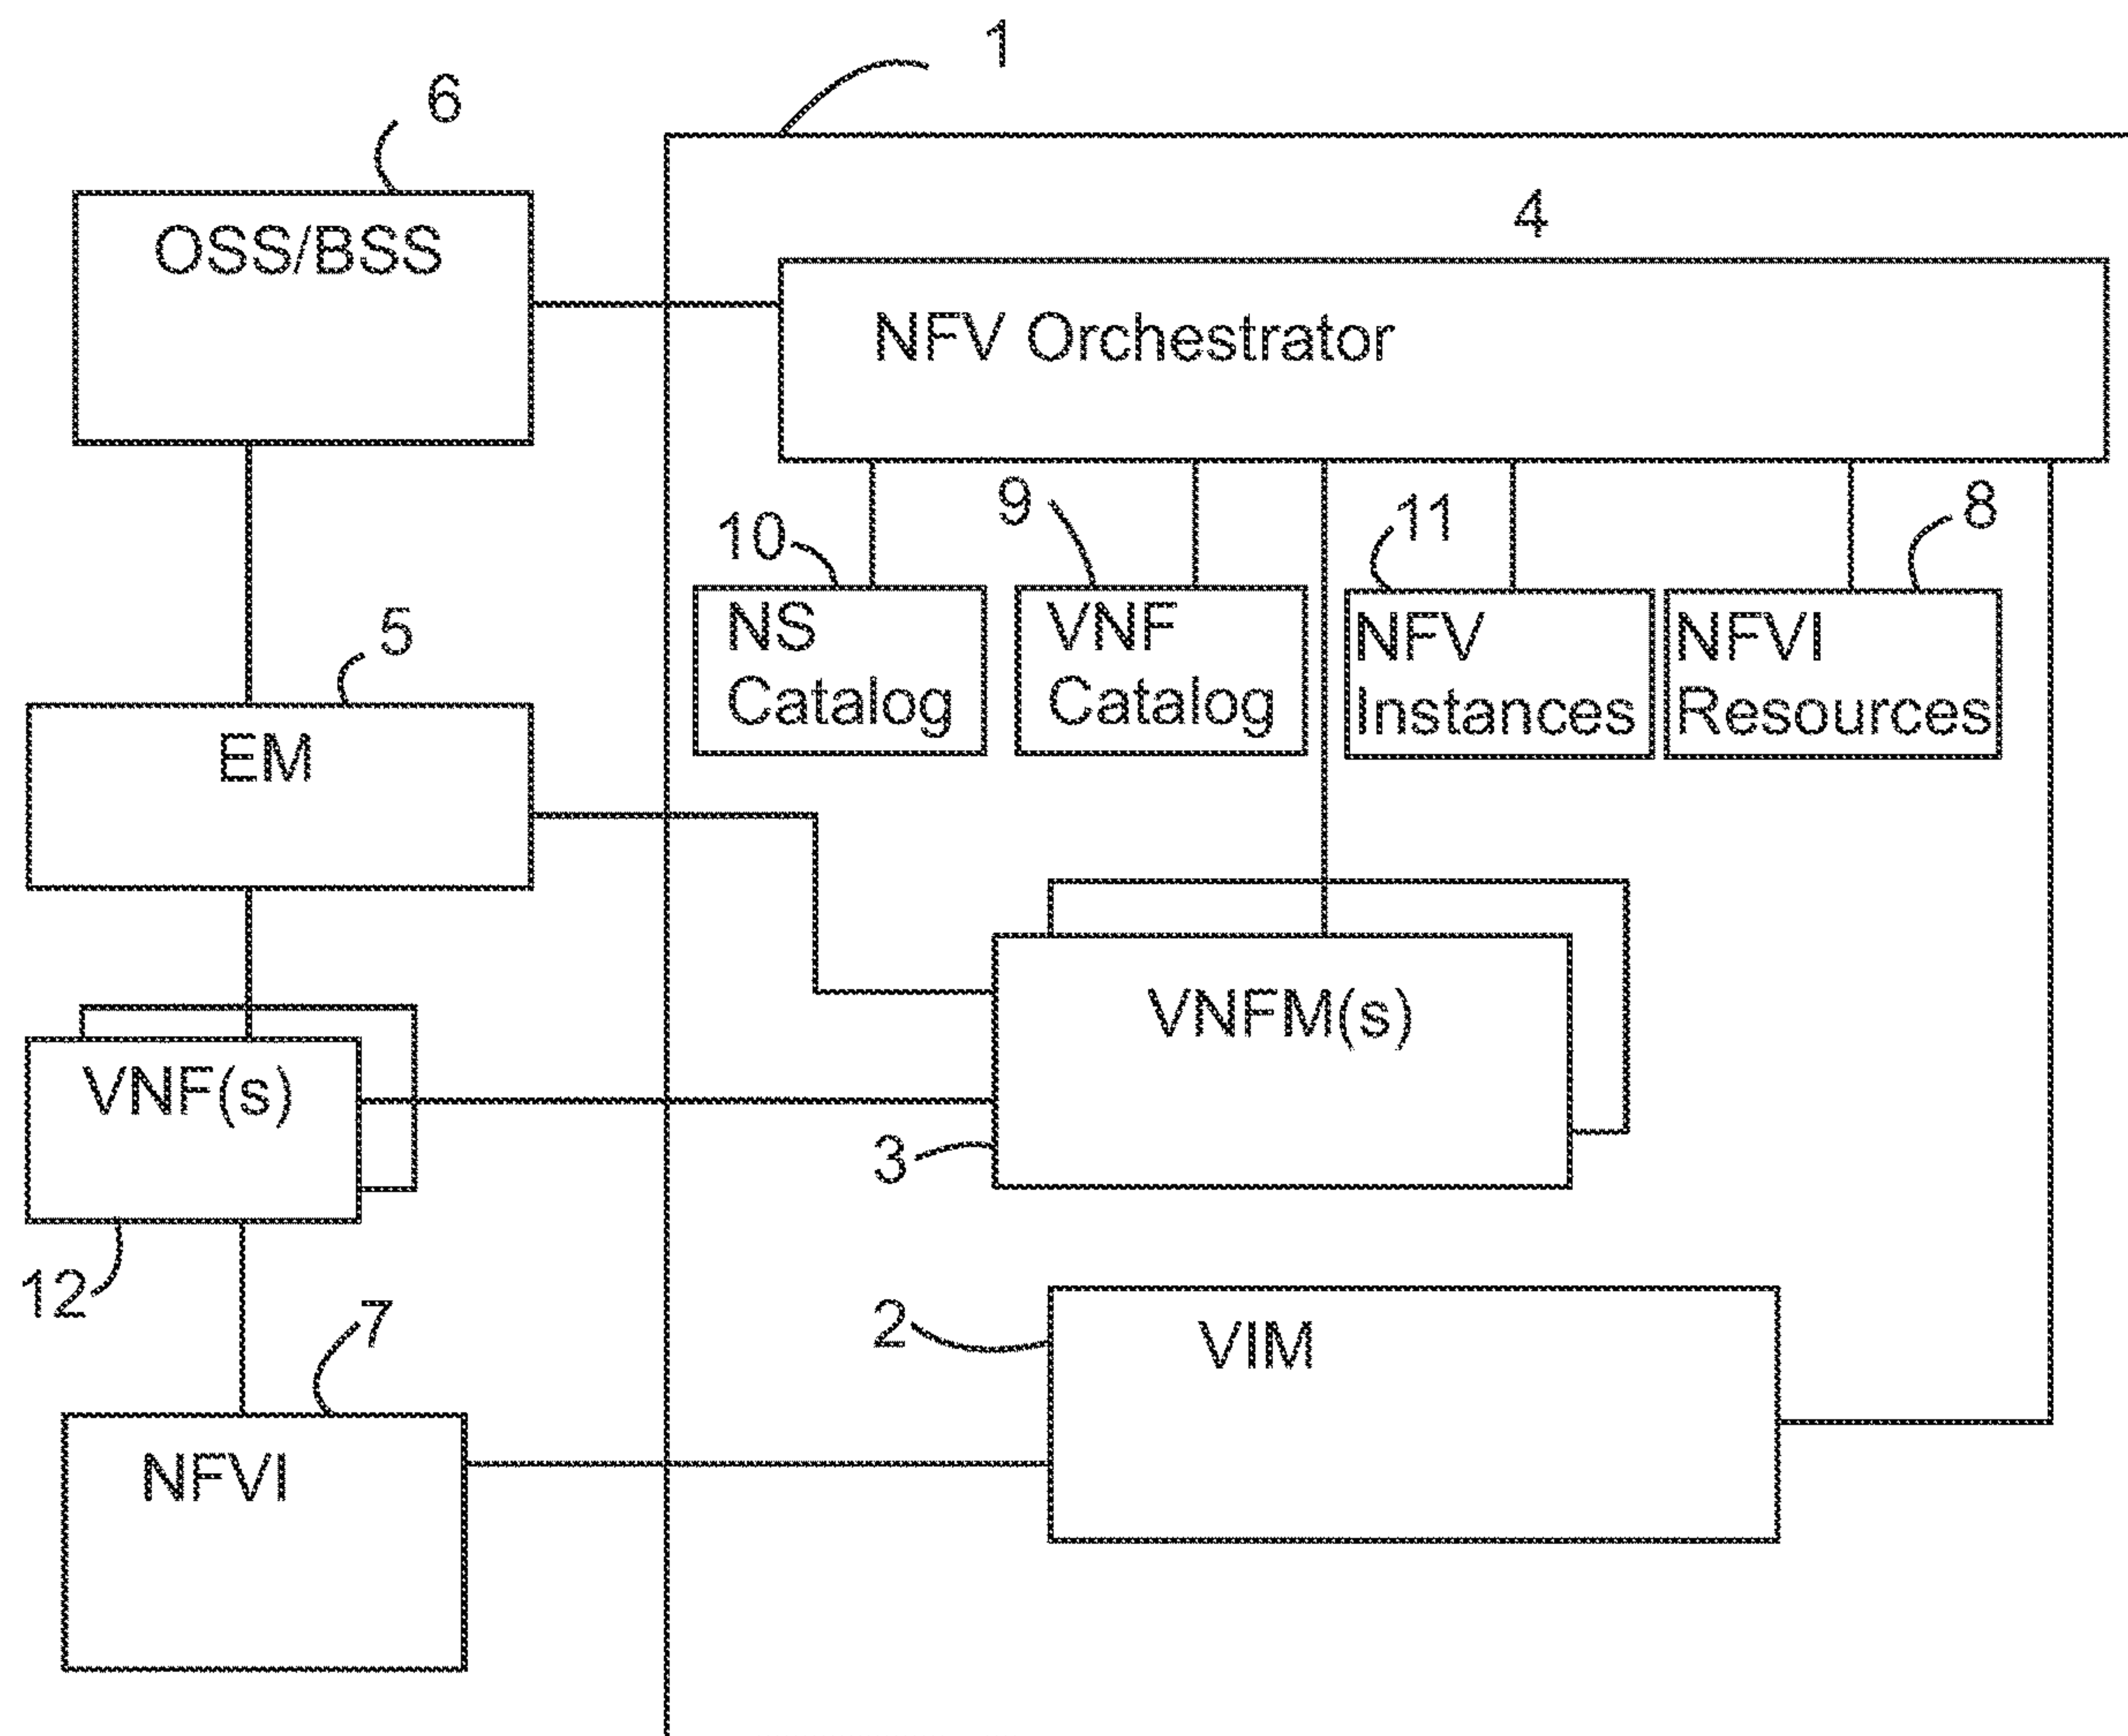 1
6
OSS/BSS
4
NFV Orchestrator
10
9
11
8
NS
Catalog
VNF
Catalog
NFV
Instances
NFVI
Resources
5
EM
VNF(s)
VNFM(s)
3
12
7
2
VIM
NFVI